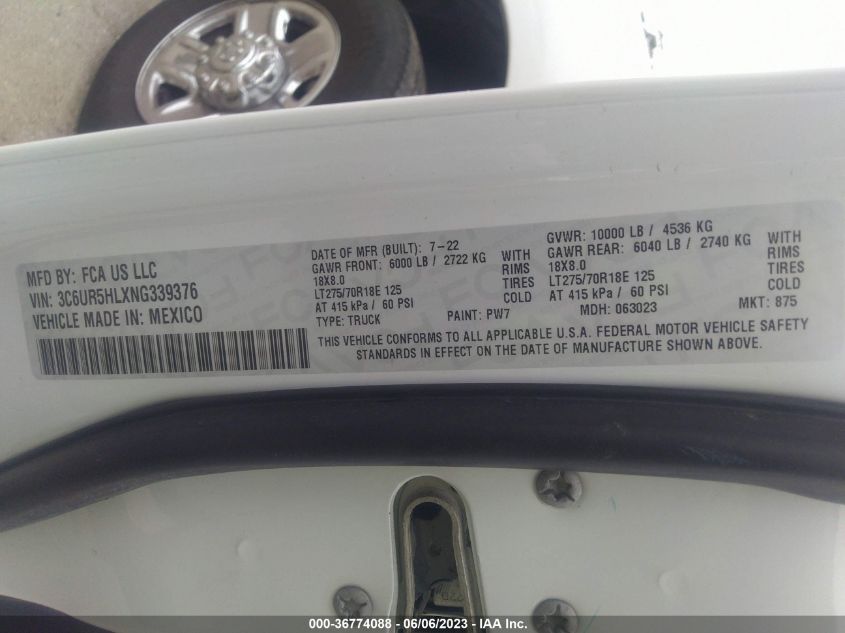 MFD BY: FCA US LLC
VIN: 3C6UR5HLXNG339376
VEHICLE MADE IN: MEXICO
DATE OF MFR (BUILT): 7-22
GAWR FRONT: 6000 LB / 2722 KG WITH
18X8.0 RIMS
LT275/70R18E 125 TIRES
AT 415 kPa / 60 PSI COLD
TYPE: TRUCK PAINT: PW7
GVWR: 10000 LB / 4536 KG
GAWR REAR: 6040 LB / 2740 KG WITH
18X8.0 RIMS
LT275/70R18E 125 TIRES
AT 415 kPa / 60 PSI COLD
MDH: 063023 MKT: 875
THIS VEHICLE CONFORMS TO ALL APPLICABLE U.S.A. FEDERAL MOTOR VEHICLE SAFETY
STANDARDS IN EFFECT ON THE DATE OF MANUFACTURE SHOWN ABOVE.
000-36774088 - 06/06/2023 - IAA Inc.